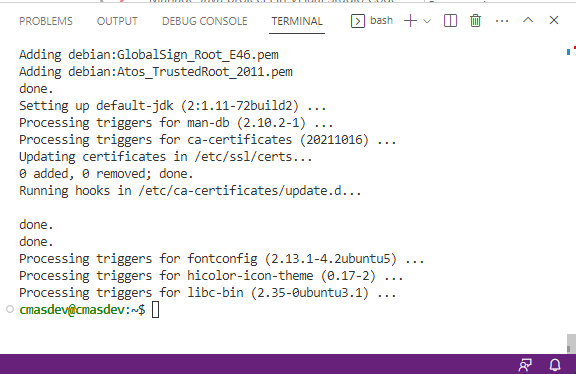 PROBLEMS OUTPUT DEBUG CONSOLE TERMINAL bash
Adding debian:GlobalSign_Root_E46.pem
Adding debian:Atos_TrustedRoot_2011.pem
done.
Setting up default-jdk (2:1.11-72build2) ...
Processing triggers for man-db (2.10.2-1) ...
Processing triggers for ca-certificates (20211016) ...
Updating certificates in /etc/ssl/certs...
0 added, 0 removed; done.
Running hooks in /etc/ca-certificates/update.d...
done.
done.
Processing triggers for fontconfig (2.13.1-4.2ubuntu5) ...
Processing triggers for hicolor-icon-theme (0.17-2) ...
Processing triggers for libc-bin (2.35-0ubuntu3.1) ...
cmasdev@cmasdev:~$